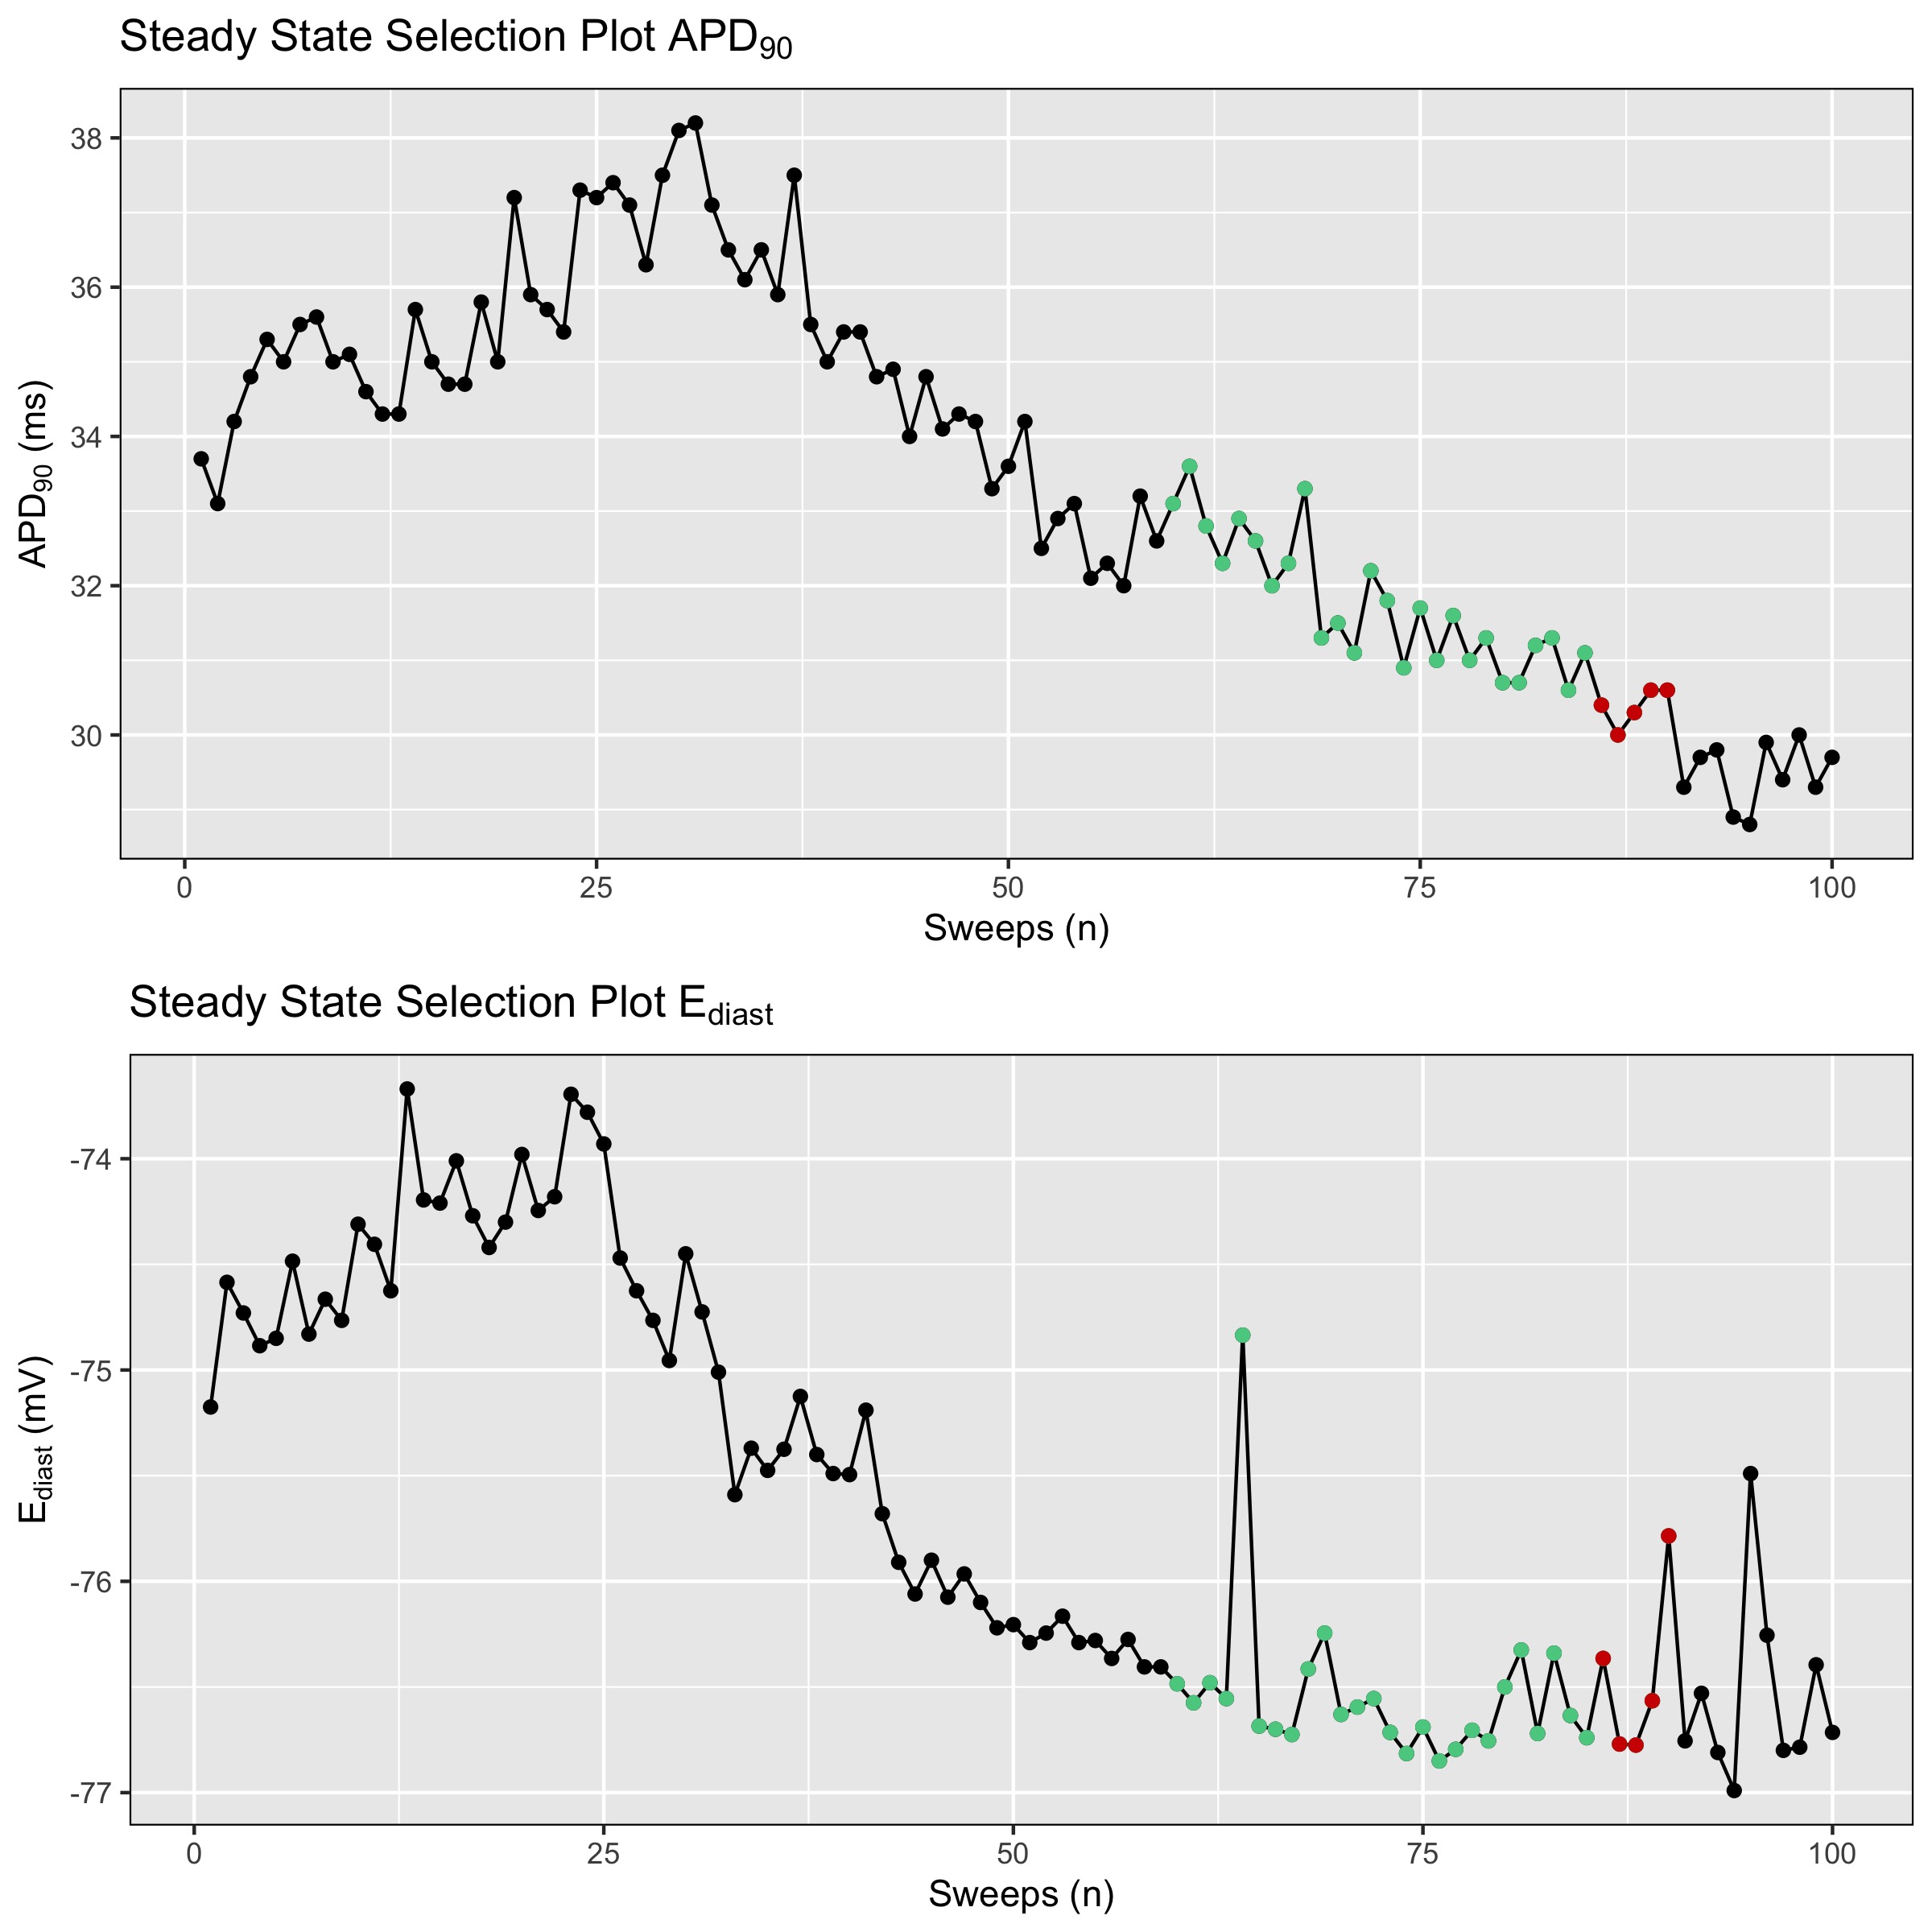 Steady State Selection Plot APD90
38
36
34
32
30
APD90 (ms)
0 25 50 75 100
Sweeps (n)
Steady State Selection Plot Ediast
-74
-75
-76
-77
Ediast (mV)
0 25 50 75 100
Sweeps (n)